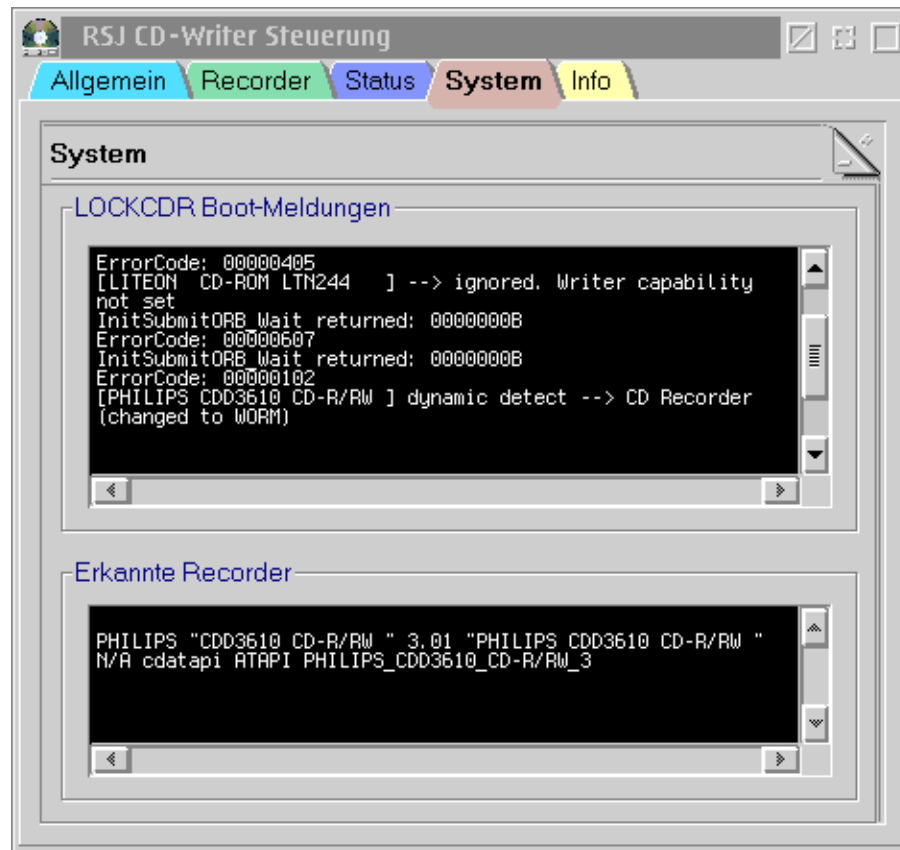 RSJ CD-Writer Steuerung
Allgemein Recorder Status System Info
System
LOCKCDR Boot-Meldungen
ErrorCode: 00000405
[LITEON CD-ROM LTN244 ] --> ignored. Writer capability
not set
InitSubmitORB_Wait returned: 0000000B
ErrorCode: 00000607
InitSubmitORB_Wait returned: 0000000B
ErrorCode: 00000102
[PHILIPS CDD3610 CD-R/RW ] dynamic detect --> CD Recorder
(changed to WORM)
Erkannte Recorder
PHILIPS "CDD3610 CD-R/RW " 3.01 "PHILIPS CDD3610 CD-R/RW "
N/A cdatapi ATAPI PHILIPS_CDD3610_CD-R/RW_3